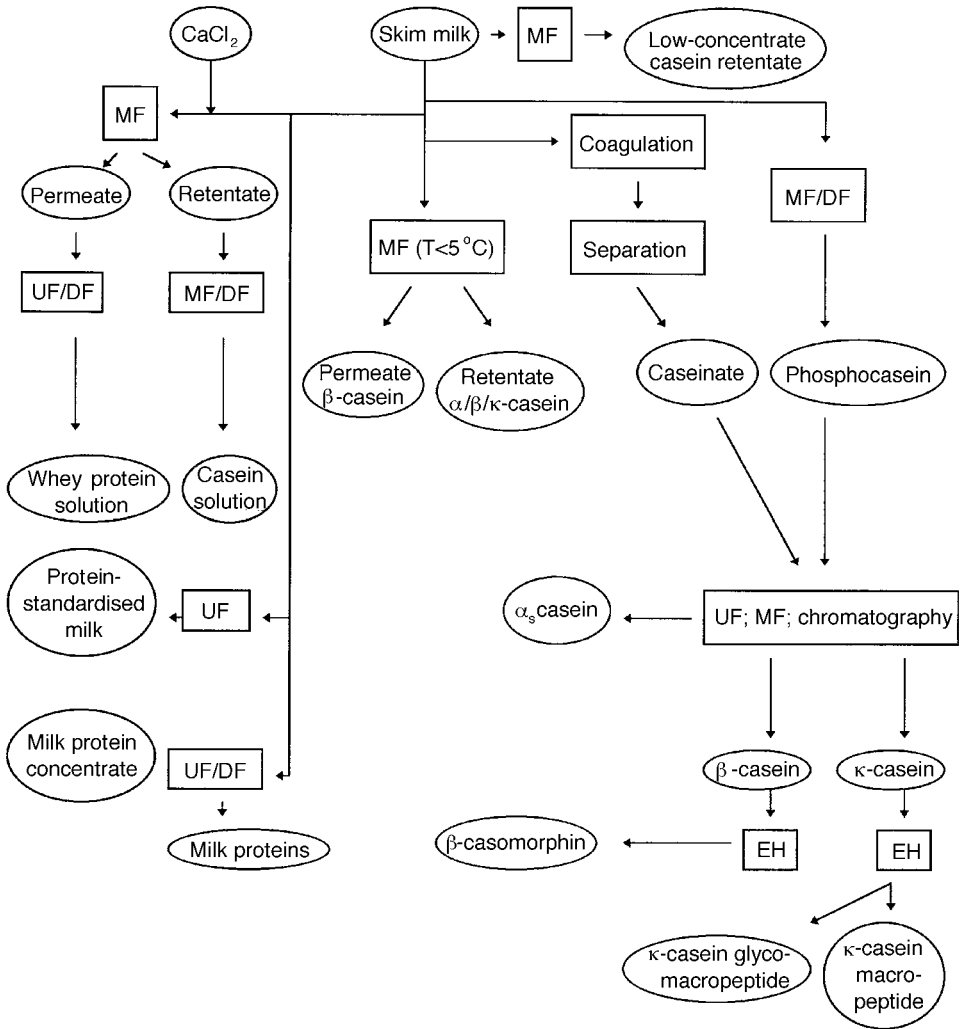 CaCl2
Skim milk
MF
Low-concentrate
casein retentate
MF
Coagulation
Permeate
Retentate
MF/DF
MF (T<5 °C)
Separation
UF/DF
MF/DF
Permeate
β-casein
Retentate
α/β/κ-casein
Caseinate
Phosphocasein
Whey protein
solution
Casein
solution
Protein-
standardised
milk
UF
αs casein
UF; MF; chromatography
Milk protein
concentrate
UF/DF
β-casein
κ-casein
Milk proteins
β-casomorphin
EH
EH
κ-casein glyco-
macropeptide
κ-casein
macro-
peptide